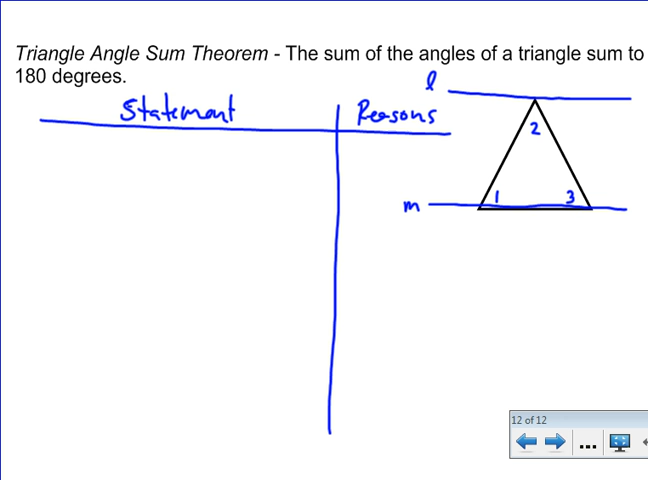 Triangle Angle Sum Theorem - The sum of the angles of a triangle sum to
180 degrees.
l
Statement Reasons
2
m 1 3
12 of 12
...